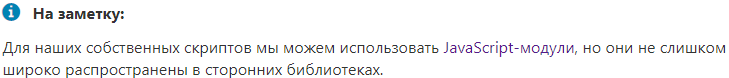 На заметку:
Для наших собственных скриптов мы можем использовать JavaScript-модули, но они не слишком
широко распространены в сторонних библиотеках.